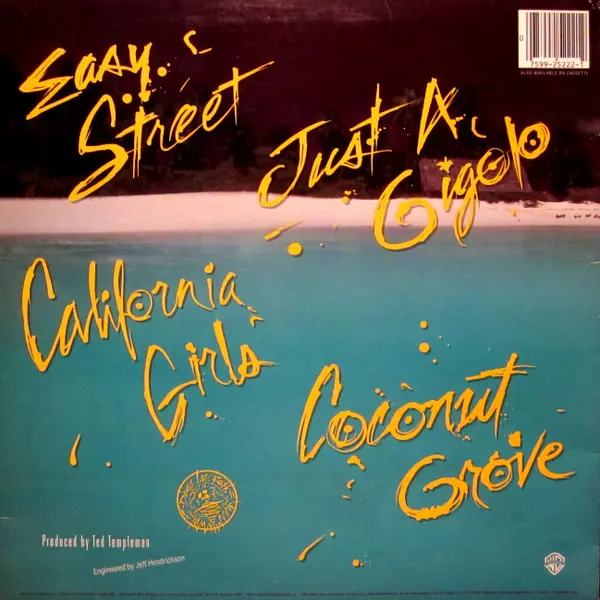 Easy
Street
Just A
Gigolo
California
Girls
Coconut
Grove
0
7599-25222-1
ALSO AVAILABLE ON CASSETTE
Produced by Ted Templeman
Engineered by Jeff Hendrickson